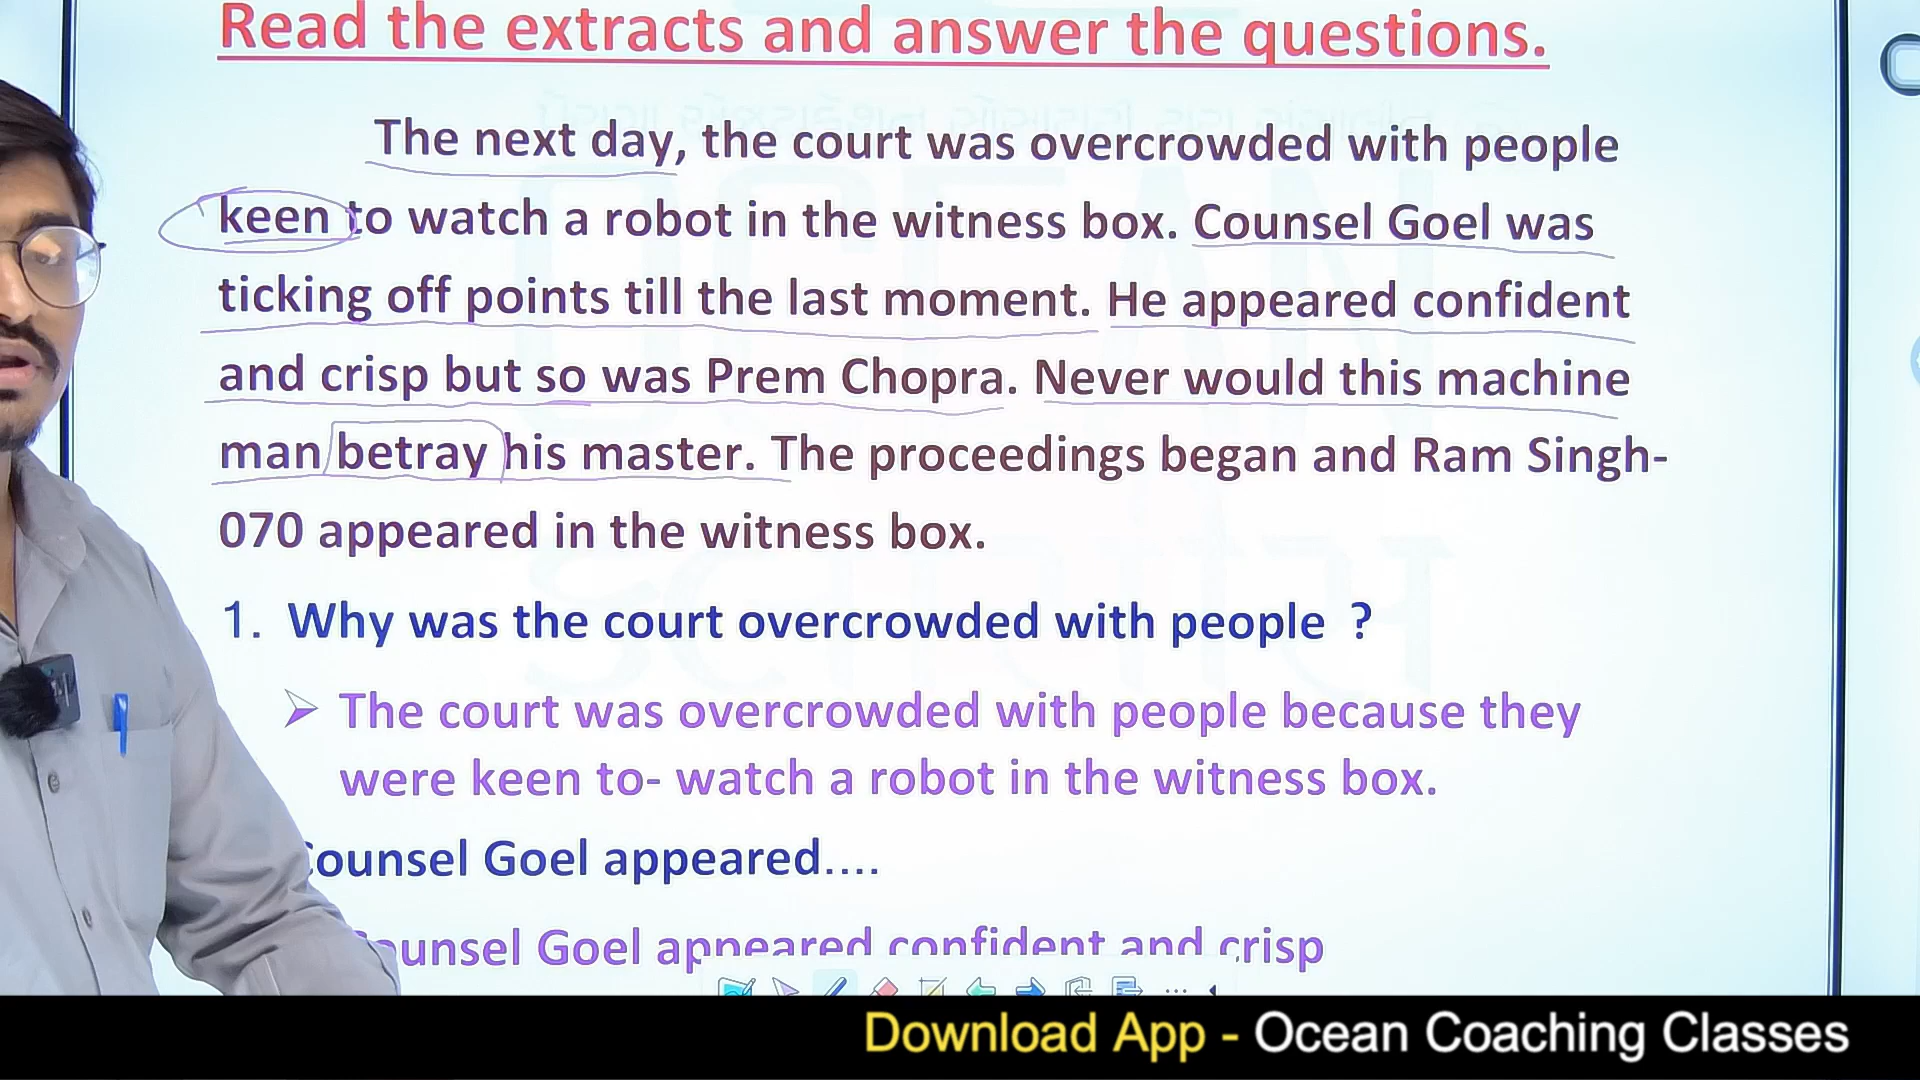 Read the extracts and answer the questions.
The next day, the court was overcrowded with people
keen to watch a robot in the witness box. Counsel Goel was
ticking off points till the last moment. He appeared confident
and crisp but so was Prem Chopra. Never would this machine
man betray his master. The proceedings began and Ram Singh-
070 appeared in the witness box.
1. Why was the court overcrowded with people ?
➢ The court was overcrowded with people because they
were keen to- watch a robot in the witness box.
Counsel Goel appeared....
Counsel Goel appeared confident and crisp
Download App - Ocean Coaching Classes